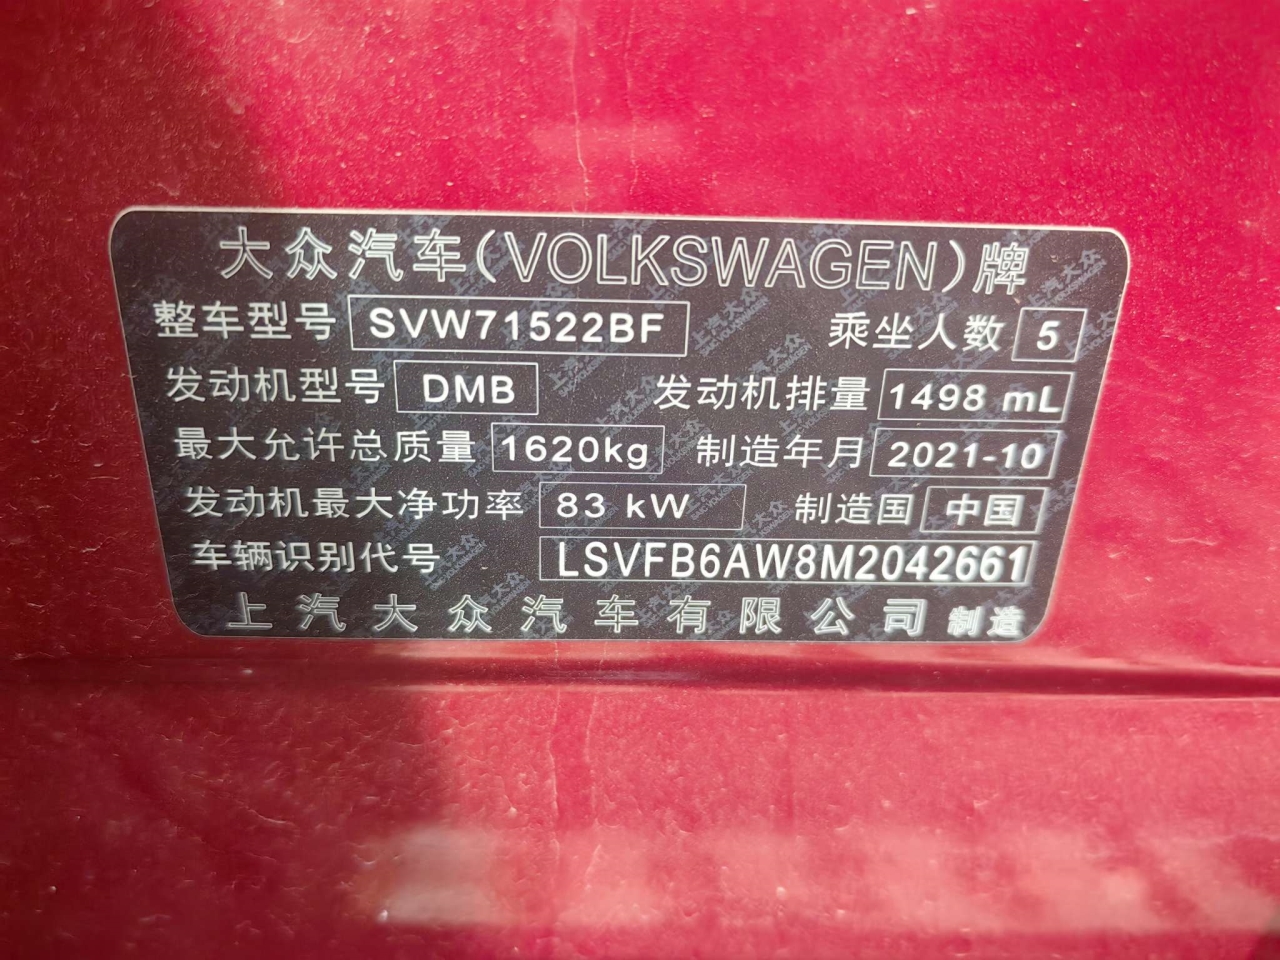 大众汽车(VOLKSWAGEN)牌
整车型号 SVW71522BF 乘坐人数 5
发动机型号 DMB 发动机排量 1498 mL
最大允许总质量 1620kg 制造年月 2021-10
发动机最大净功率 83 kW 制造国 中国
车辆识别代号 LSVFB6AW8M2042661
上汽大众汽车有限公司 制造